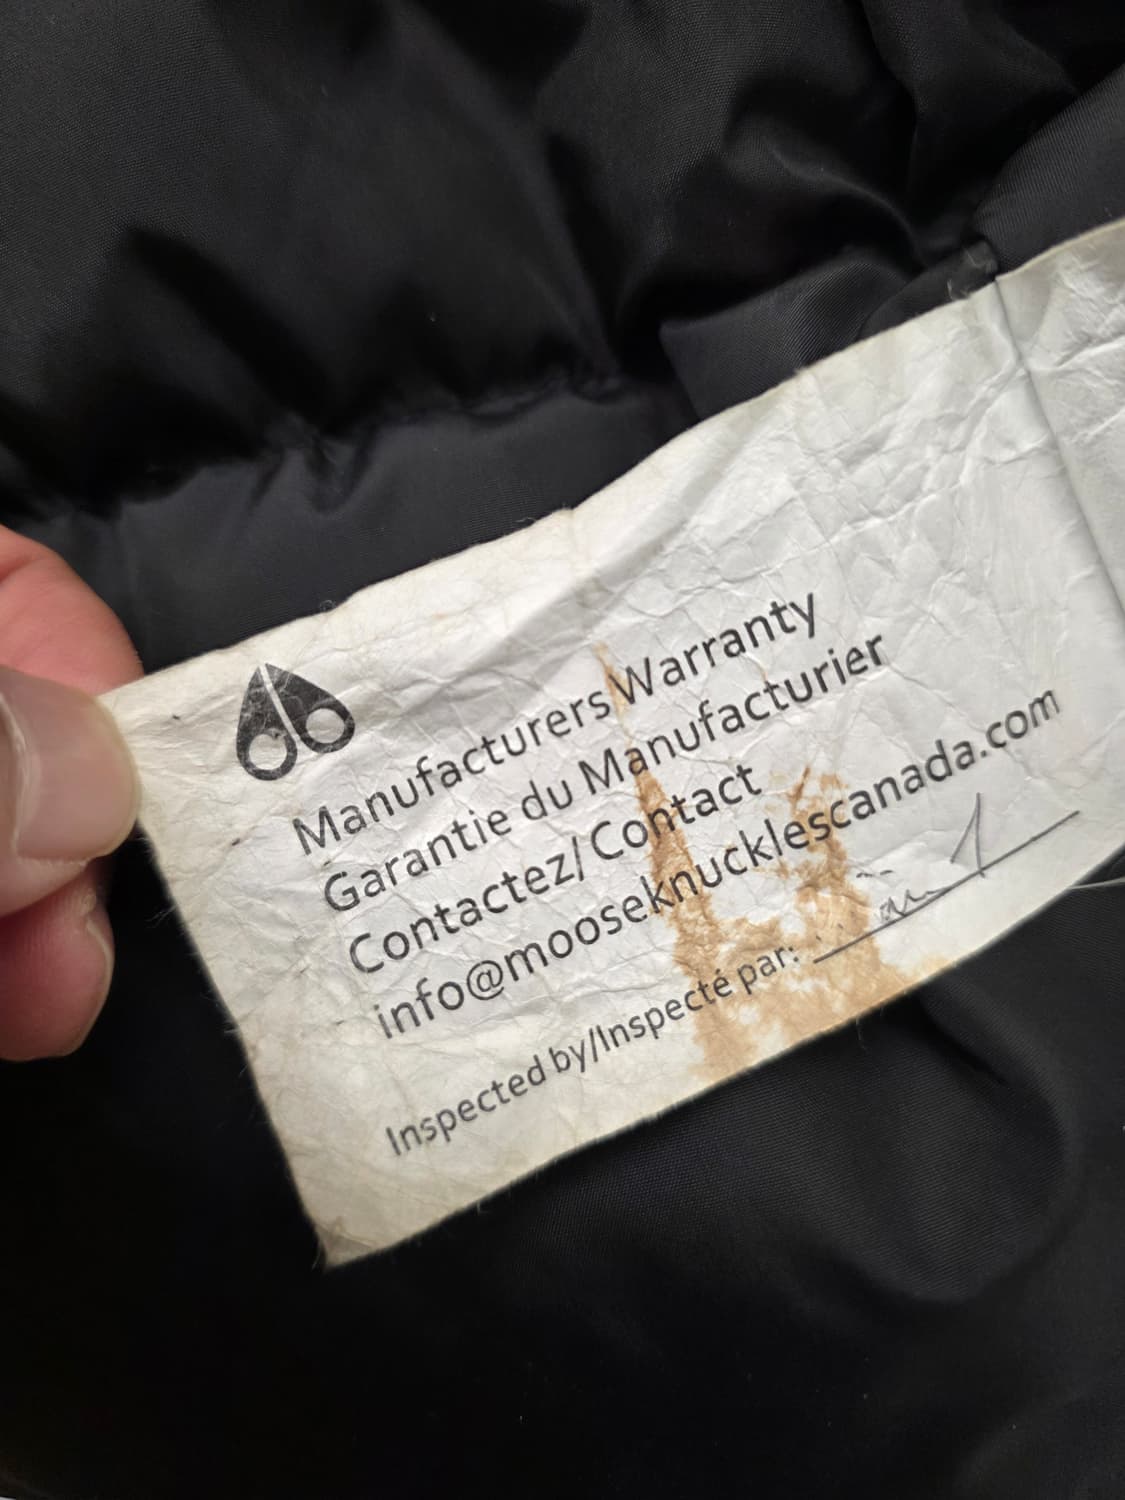 Manufacturers Warranty
Garantie du Manufacturier
Contactez/ Contact
info@mooseknucklescanada.com
Inspected by/Inspecté par: